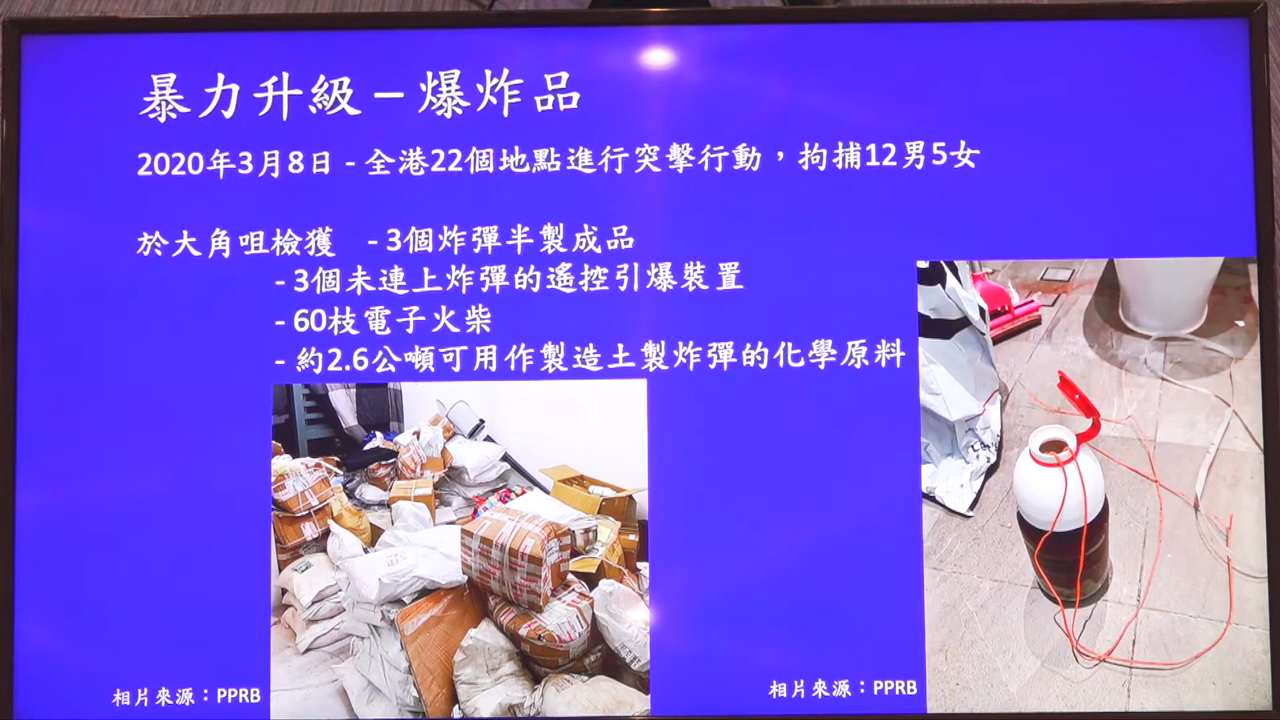 暴力升級 – 爆炸品
2020年3月8日 - 全港22個地點進行突擊行動，拘捕12男5女
於大角咀檢獲 - 3個炸彈半製成品
- 3個未連上炸彈的遙控引爆裝置
- 60枝電子火柴
- 約2.6公噸可用作製造土製炸彈的化學原料
相片來源：PPRB
相片來源：PPRB